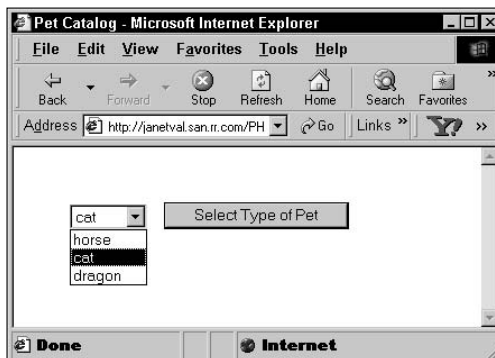 Pet Catalog - Microsoft Internet Explorer
File Edit View Favorites Tools Help
Back Forward Stop Refresh Home Search Favorites »
Address http://janetval.san.rr.com/PH Go Links » Y? »
cat Select Type of Pet
horse
cat
dragon
Done Internet